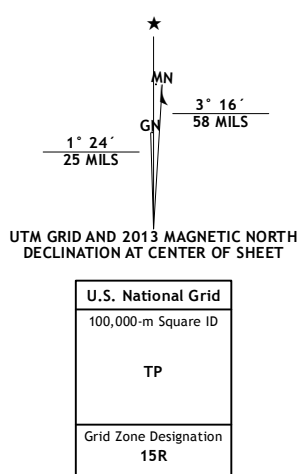 ★
MN
3° 16´
58 MILS
GN
1° 24´
25 MILS
UTM GRID AND 2013 MAGNETIC NORTH
DECLINATION AT CENTER OF SHEET
U.S. National Grid
100,000-m Square ID
TP
Grid Zone Designation
15R